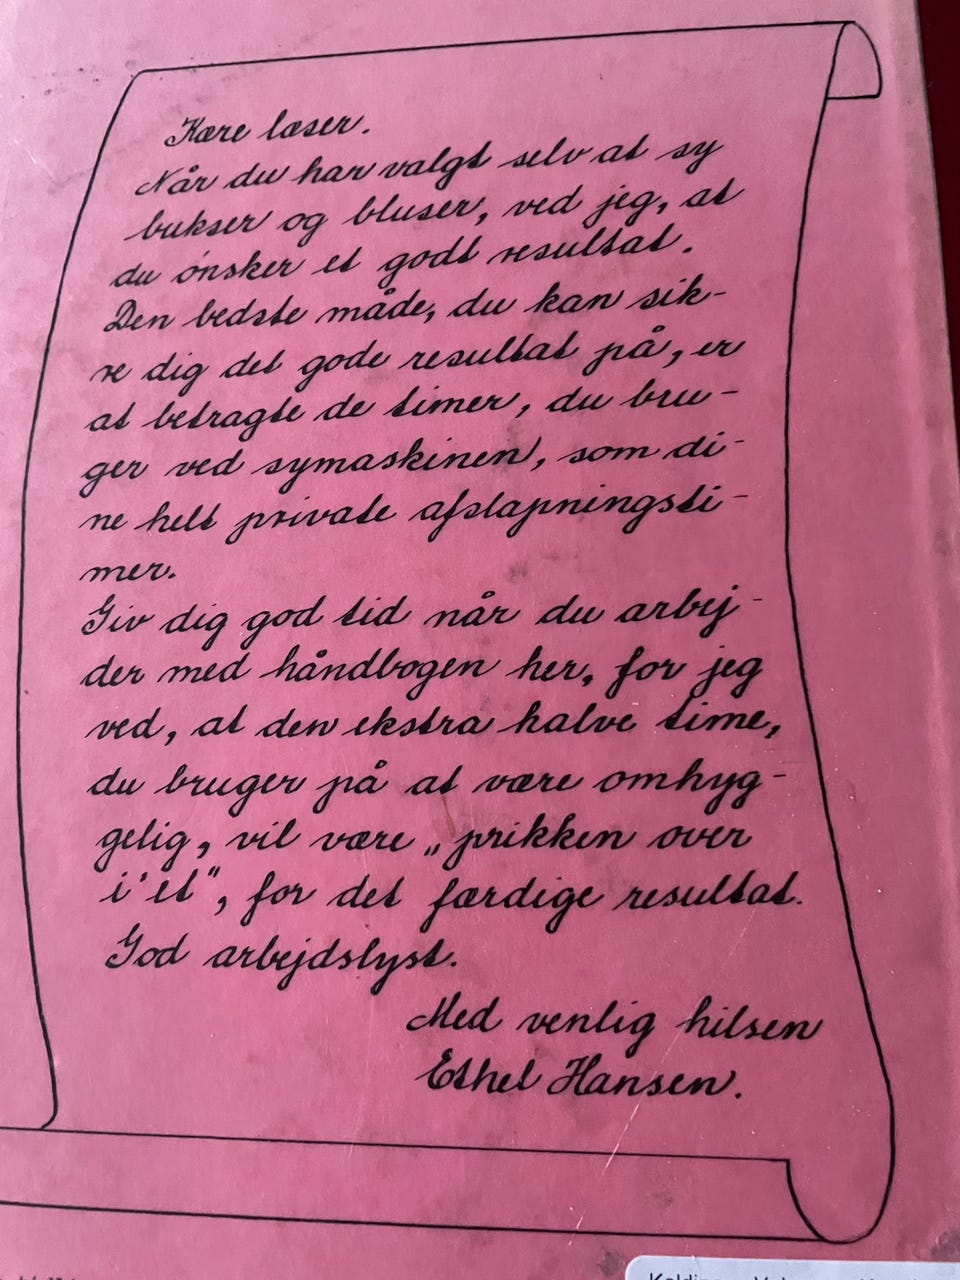 Kære læser.
Når du har valgt selv at sy
bukser og bluser, ved jeg, at
du ønsker et godt resultat.
Den bedste måde, du kan sik-
re dig det gode resultat på, er
at betragte de timer, du bru-
ger ved symaskinen, som di-
ne helt private afslapningsti-
mer.
Giv dig god tid når du arbej-
der med håndbogen her, for jeg
ved, at den ekstra halve time,
du bruger på at være omhyg-
gelig, vil være „prikken over
i'et", for det færdige resultat.
God arbejdslyst.
Med venlig hilsen
Ethel Hansen.